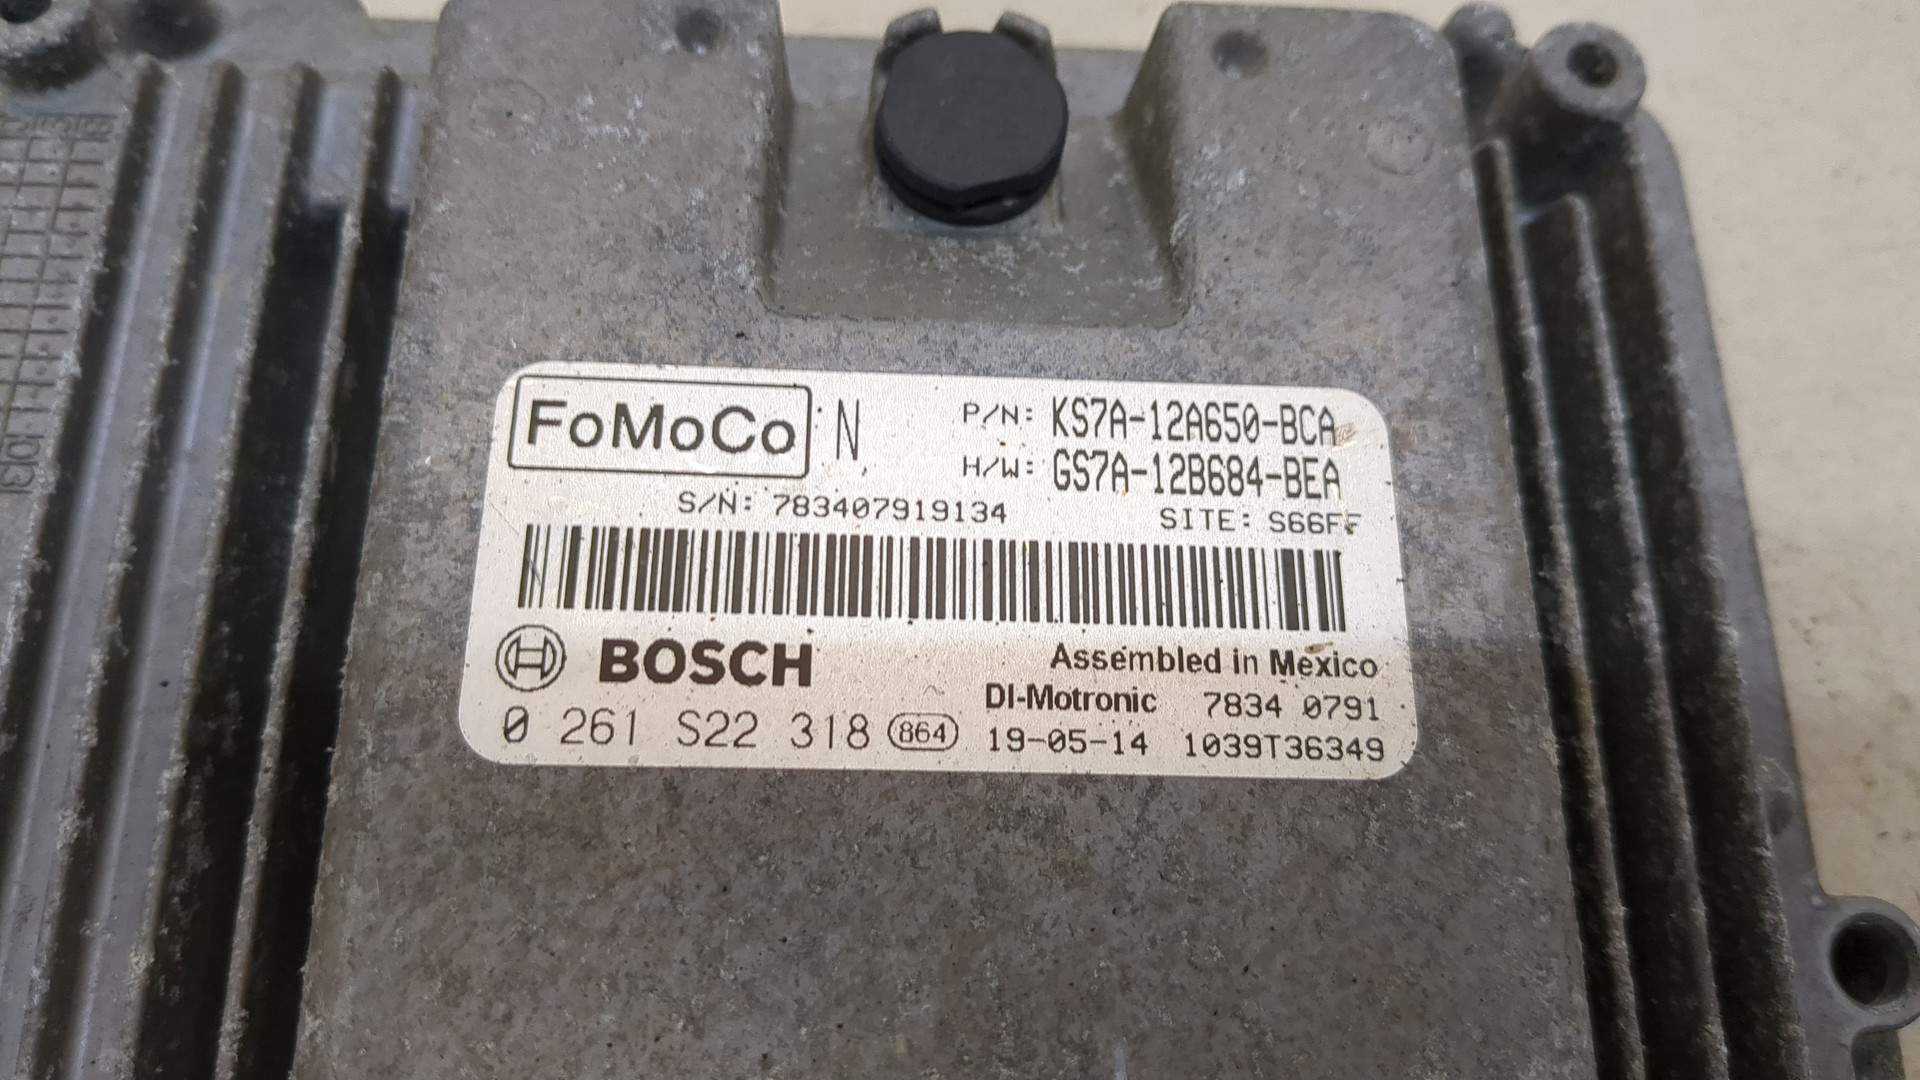 FoMoCo N P/N: KS7A-12A650-BCA
H/W: GS7A-12B684-BEA
S/N: 783407919134 SITE: S66FF
BOSCH Assembled in Mexico
DI-Motronic 7834 0791
0 261 S22 318 864 19-05-14 1039T36349